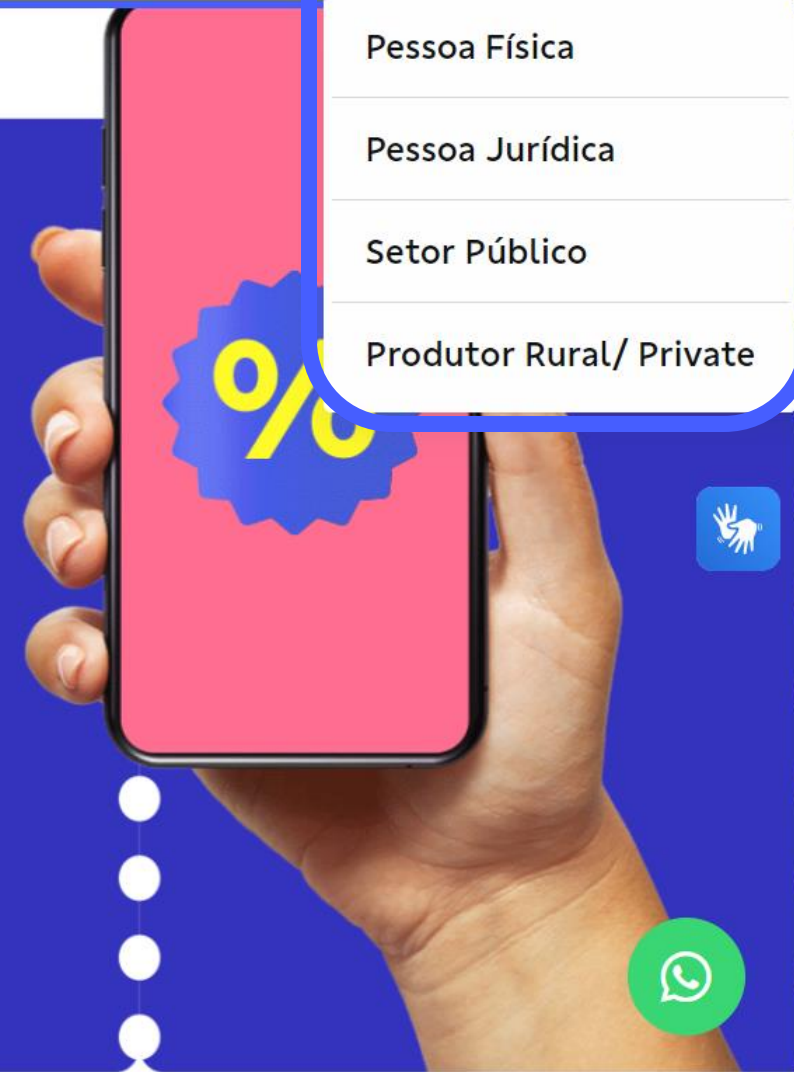 Pessoa Física
Pessoa Jurídica
Setor Público
Produtor Rural/ Private
%